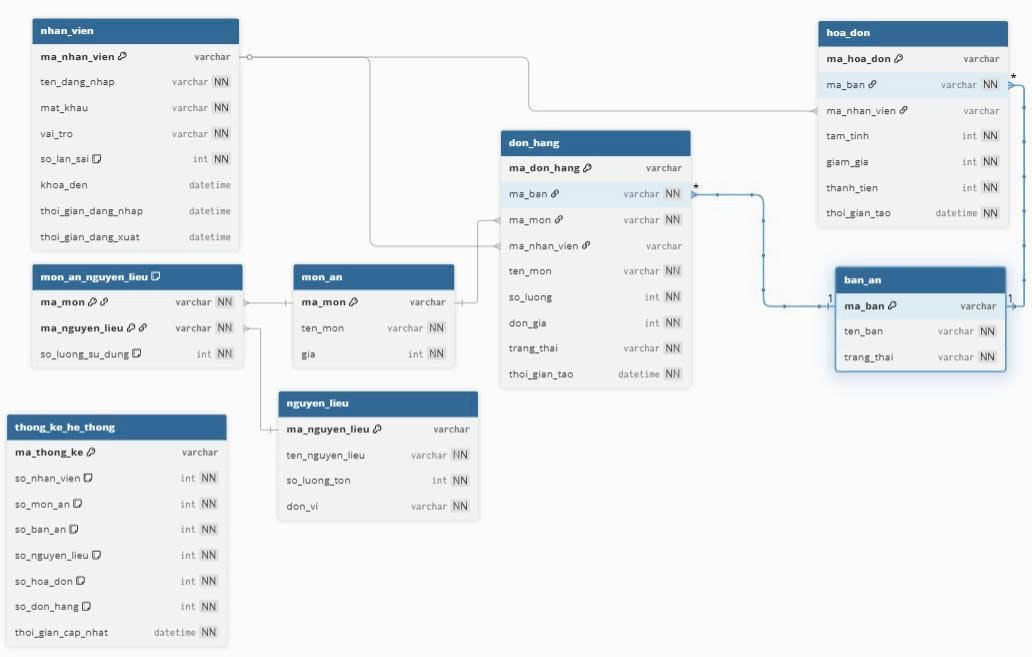 nhan_vien
ma_nhan_vien varchar
ten_dang_nhap varchar NN
mat_khau varchar NN
vai_tro varchar NN
so_lan_sai int NN
khoa_den datetime
thoi_gian_dang_nhap datetime
thoi_gian_dang_xuat datetime
mon_an_nguyen_lieu
ma_mon varchar NN
ma_nguyen_lieu varchar NN
so_luong_su_dung int NN
mon_an
ma_mon varchar
ten_mon varchar NN
gia int NN
nguyen_lieu
ma_nguyen_lieu varchar
ten_nguyen_lieu varchar NN
so_luong_ton int NN
don_vi varchar NN
thong_ke_he_thong
ma_thong_ke varchar
so_nhan_vien int NN
so_mon_an int NN
so_ban_an int NN
so_nguyen_lieu int NN
so_hoa_don int NN
so_don_hang int NN
thoi_gian_cap_nhat datetime NN
don_hang
ma_don_hang varchar
ma_ban varchar NN *
ma_mon varchar NN
ma_nhan_vien varchar
ten_mon varchar NN
so_luong int NN
don_gia int NN
trang_thai varchar NN
thoi_gian_tao datetime NN
hoa_don
ma_hoa_don varchar
ma_ban varchar NN *
ma_nhan_vien varchar
tam_tinh int NN
giam_gia int NN
thanh_tien int NN
thoi_gian_tao datetime NN
ban_an
1 ma_ban varchar 1
ten_ban varchar NN
trang_thai varchar NN